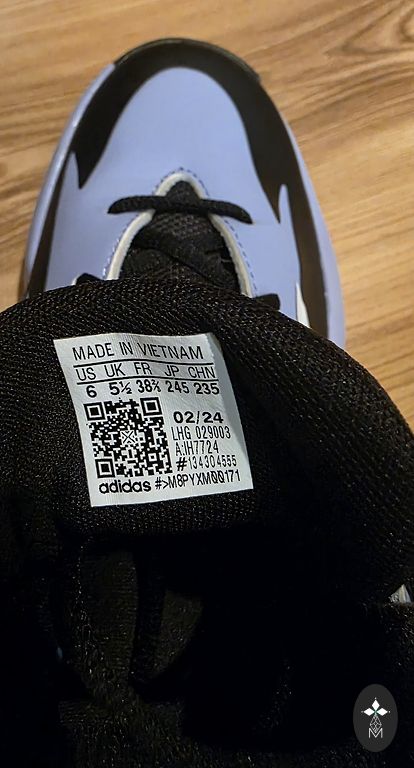 MADE IN VIETNAM
US UK FR JP CHN
6 5½ 38⅔ 245 235
02/24
LHG 029003
A:IH7724
#134304555
adidas #>M8PYXM00171
M